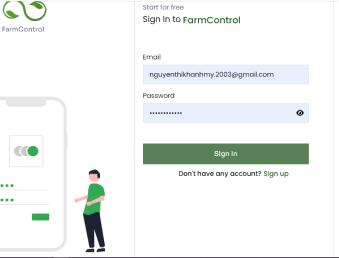 FarmControl
Start for free
Sign In to FarmControl
Email
nguyenthikhanhmy.2003@gmail.com
Password
••••••••••••
Sign In
Don't have any account? Sign up